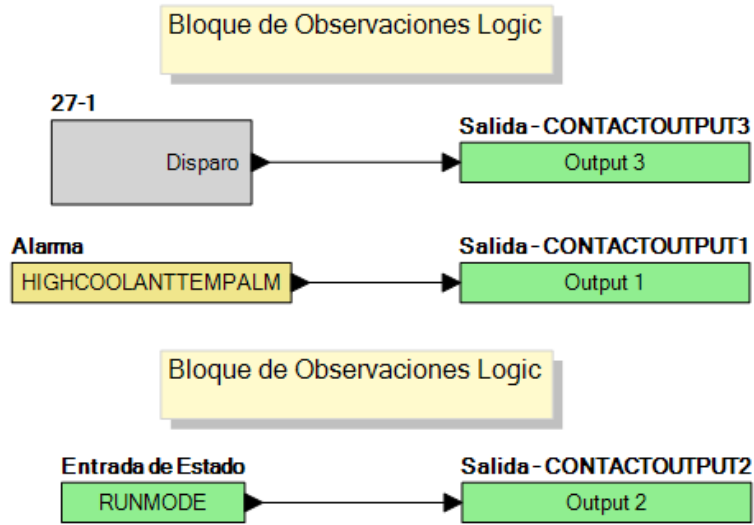 Bloque de Observaciones Logic
27-1
Disparo
Salida-CONTACTOUTPUT3
Output 3
Alarma
HIGHCOOLANTTEMPALM
Salida-CONTACTOUTPUT1
Output 1
Bloque de Observaciones Logic
Entrada de Estado
RUNMODE
Salida-CONTACTOUTPUT2
Output 2